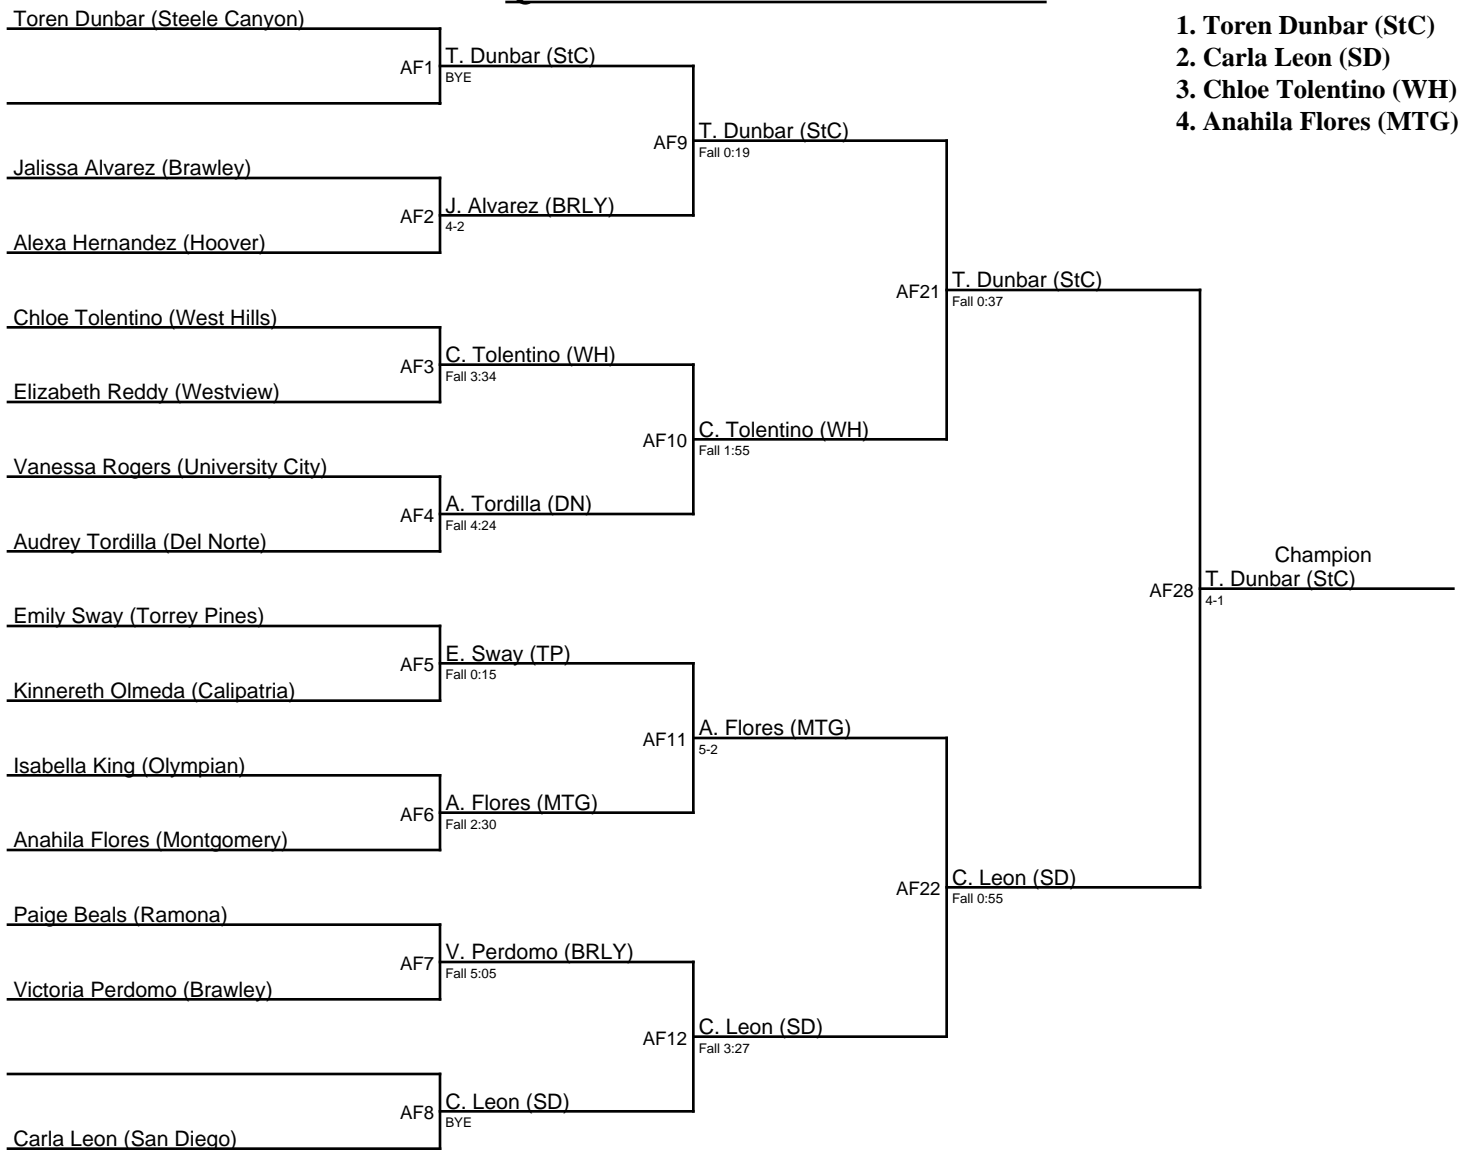 Toren Dunbar (Steele Canyon)
AF1
T. Dunbar (StC)
BYE
AF9
T. Dunbar (StC)
Fall 0:19
Jalissa Alvarez (Brawley)
AF2
J. Alvarez (BRLY)
4-2
Alexa Hernandez (Hoover)
AF21
T. Dunbar (StC)
Fall 0:37
Chloe Tolentino (West Hills)
AF3
C. Tolentino (WH)
Fall 3:34
Elizabeth Reddy (Westview)
AF10
C. Tolentino (WH)
Fall 1:55
Vanessa Rogers (University City)
AF4
A. Tordilla (DN)
Fall 4:24
Audrey Tordilla (Del Norte)
AF28
Champion
T. Dunbar (StC)
4-1
Emily Sway (Torrey Pines)
AF5
E. Sway (TP)
Fall 0:15
Kinnereth Olmeda (Calipatria)
AF11
A. Flores (MTG)
5-2
Isabella King (Olympian)
AF6
A. Flores (MTG)
Fall 2:30
Anahila Flores (Montgomery)
AF22
C. Leon (SD)
Fall 0:55
Paige Beals (Ramona)
AF7
V. Perdomo (BRLY)
Fall 5:05
Victoria Perdomo (Brawley)
AF12
C. Leon (SD)
Fall 3:27
AF8
C. Leon (SD)
BYE
Carla Leon (San Diego)
1. Toren Dunbar (StC)
2. Carla Leon (SD)
3. Chloe Tolentino (WH)
4. Anahila Flores (MTG)